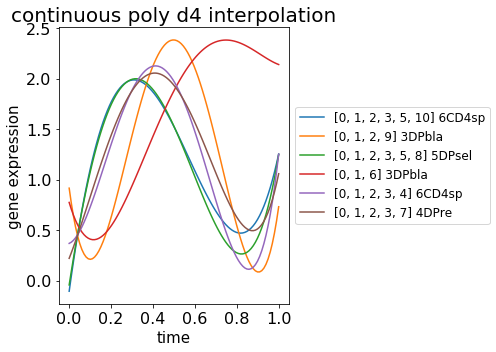 continuous poly d4 interpolation
2.5
2.0
1.5
1.0
0.5
0.0
gene expression
0.0 0.2 0.4 0.6 0.8 1.0
time
[0, 1, 2, 3, 5, 10] 6CD4sp
[0, 1, 2, 9] 3DPbla
[0, 1, 2, 3, 5, 8] 5DPsel
[0, 1, 6] 3DPbla
[0, 1, 2, 3, 4] 6CD4sp
[0, 1, 2, 3, 7] 4DPre